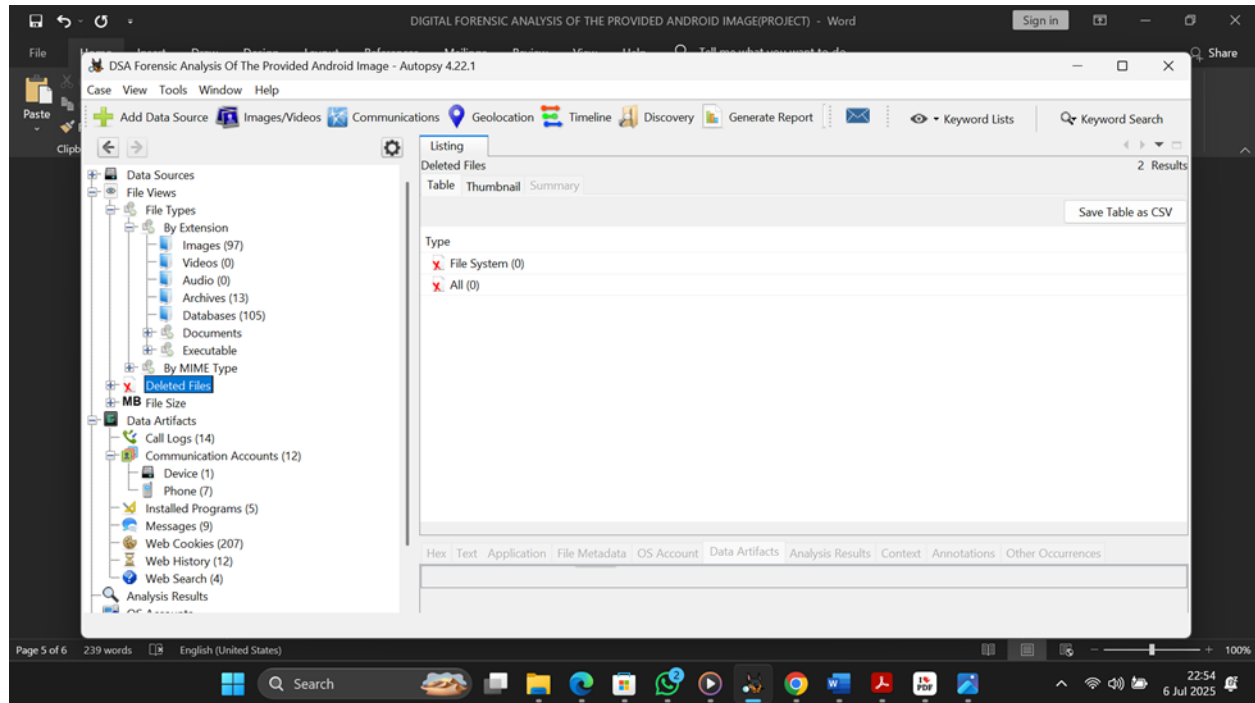 DIGITAL FORENSIC ANALYSIS OF THE PROVIDED ANDROID IMAGE(PROJECT) - Word
Sign in
File
Share
Paste
DSA Forensic Analysis Of The Provided Android Image - Autopsy 4.22.1
Case View Tools Window Help
Add Data Source Images/Videos Communications Geolocation Timeline Discovery Generate Report Keyword Lists Keyword Search
Clipb
Listing
Deleted Files 2 Results
Table Thumbnail Summary
Save Table as CSV
Type
File System (0)
All (0)
Data Sources
File Views
File Types
By Extension
Images (97)
Videos (0)
Audio (0)
Archives (13)
Databases (105)
Documents
Executable
By MIME Type
Deleted Files
MB File Size
Data Artifacts
Call Logs (14)
Communication Accounts (12)
Device (1)
Phone (7)
Installed Programs (5)
Messages (9)
Web Cookies (207)
Web History (12)
Web Search (4)
Analysis Results
Hex Text Application File Metadata OS Account Data Artifacts Analysis Results Context Annotations Other Occurrences
Page 5 of 6 239 words English (United States) 100%
Search
2
PDF
22:54
6 Jul 2025